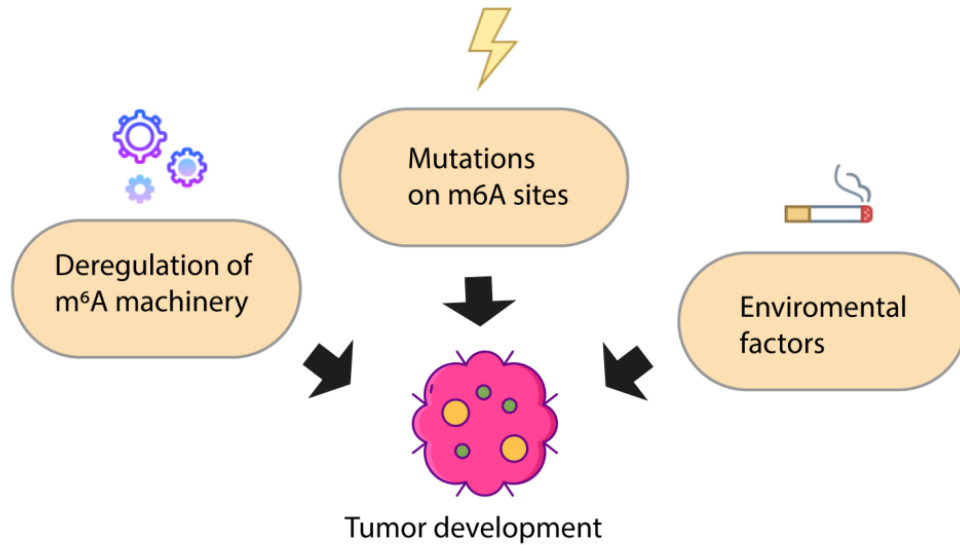 Mutations
on m6A sites
Deregulation of
m⁶A machinery
Enviromental
factors
Tumor development